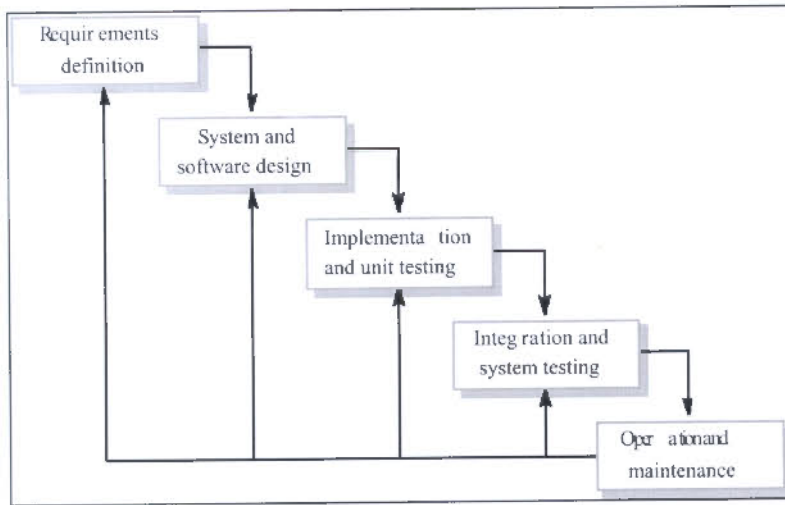 Requir ements
definition
System and
software design
Implementa tion
and unit testing
Integ ration and
system testing
Oper ationand
maintenance